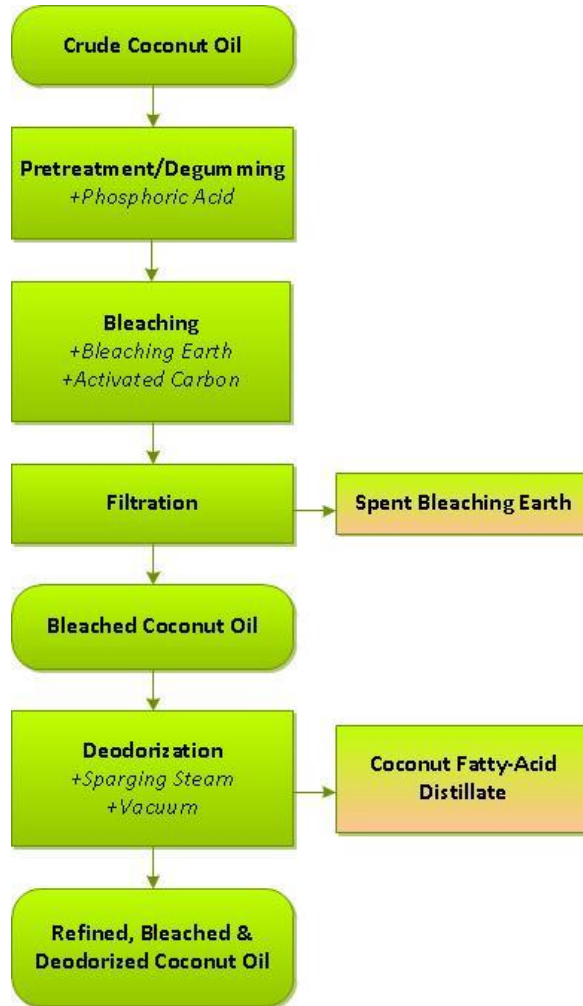 Crude Coconut Oil
Pretreatment/Degumming
+Phosphoric Acid
Bleaching
+Bleaching Earth
+Activated Carbon
Filtration
Spent Bleaching Earth
Bleached Coconut Oil
Deodorization
+Sparging Steam
+Vacuum
Coconut Fatty-Acid
Distillate
Refined, Bleached &
Deodorized Coconut Oil